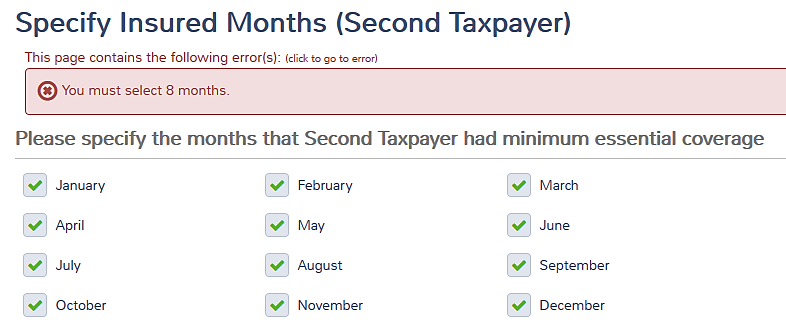 Specify Insured Months (Second Taxpayer)
This page contains the following error(s): (click to go to error)
You must select 8 months.
Please specify the months that Second Taxpayer had minimum essential coverage
January February March
April May June
July August September
October November December